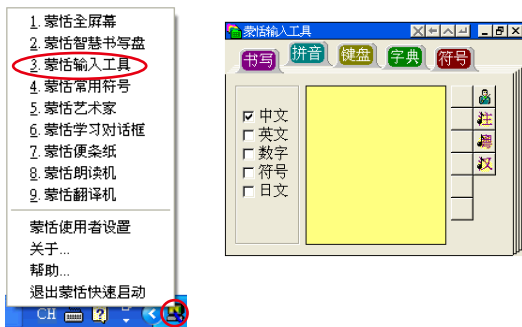 1. 蒙恬全屏幕
2. 蒙恬智慧书写盘
3. 蒙恬输入工具
4. 蒙恬常用符号
5. 蒙恬艺术家
6. 蒙恬学习对话框
7. 蒙恬便条纸
8. 蒙恬朗读机
9. 蒙恬翻译机
蒙恬使用者设置
关于...
帮助...
退出蒙恬快速启动
CH
蒙恬输入工具
书写 拼音 键盘 字典 符号
中文
英文
数字
符号
日文
注
粤
汉